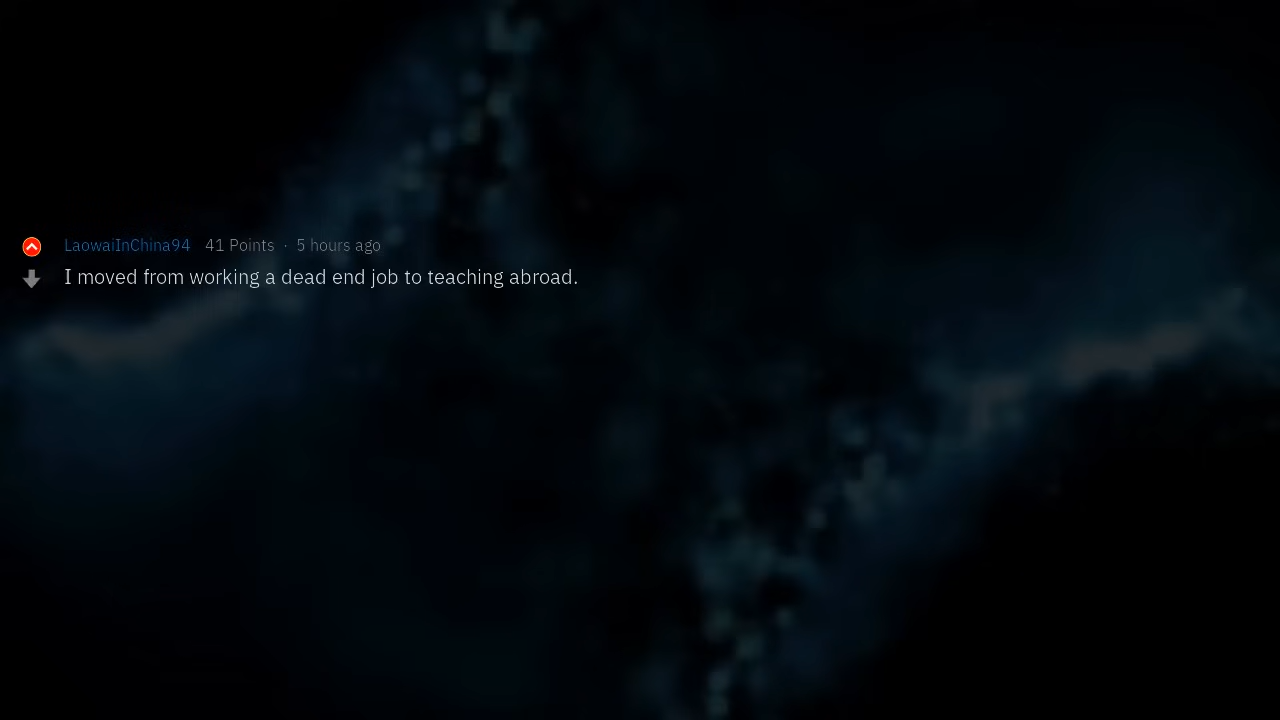 LaowaiInChina94 41 Points · 5 hours ago
I moved from working a dead end job to teaching abroad.